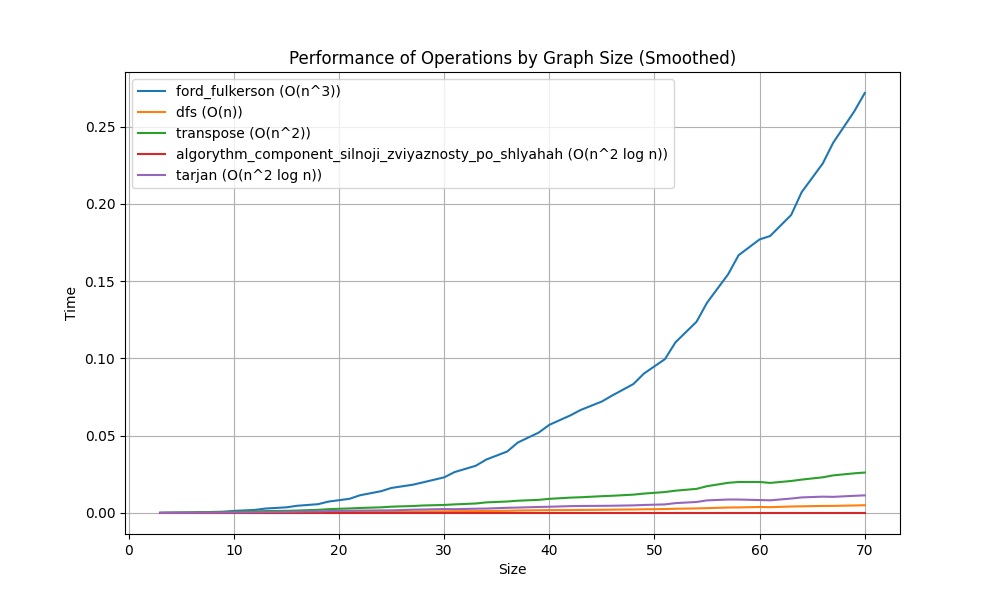 Performance of Operations by Graph Size (Smoothed)
ford_fulkerson (O(n^3))
dfs (O(n))
transpose (O(n^2))
algorythm_component_silnoji_zviyaznosty_po_shlyahah (O(n^2 log n))
tarjan (O(n^2 log n))
Time
0.25
0.20
0.15
0.10
0.05
0.00
0 10 20 30 40 50 60 70
Size